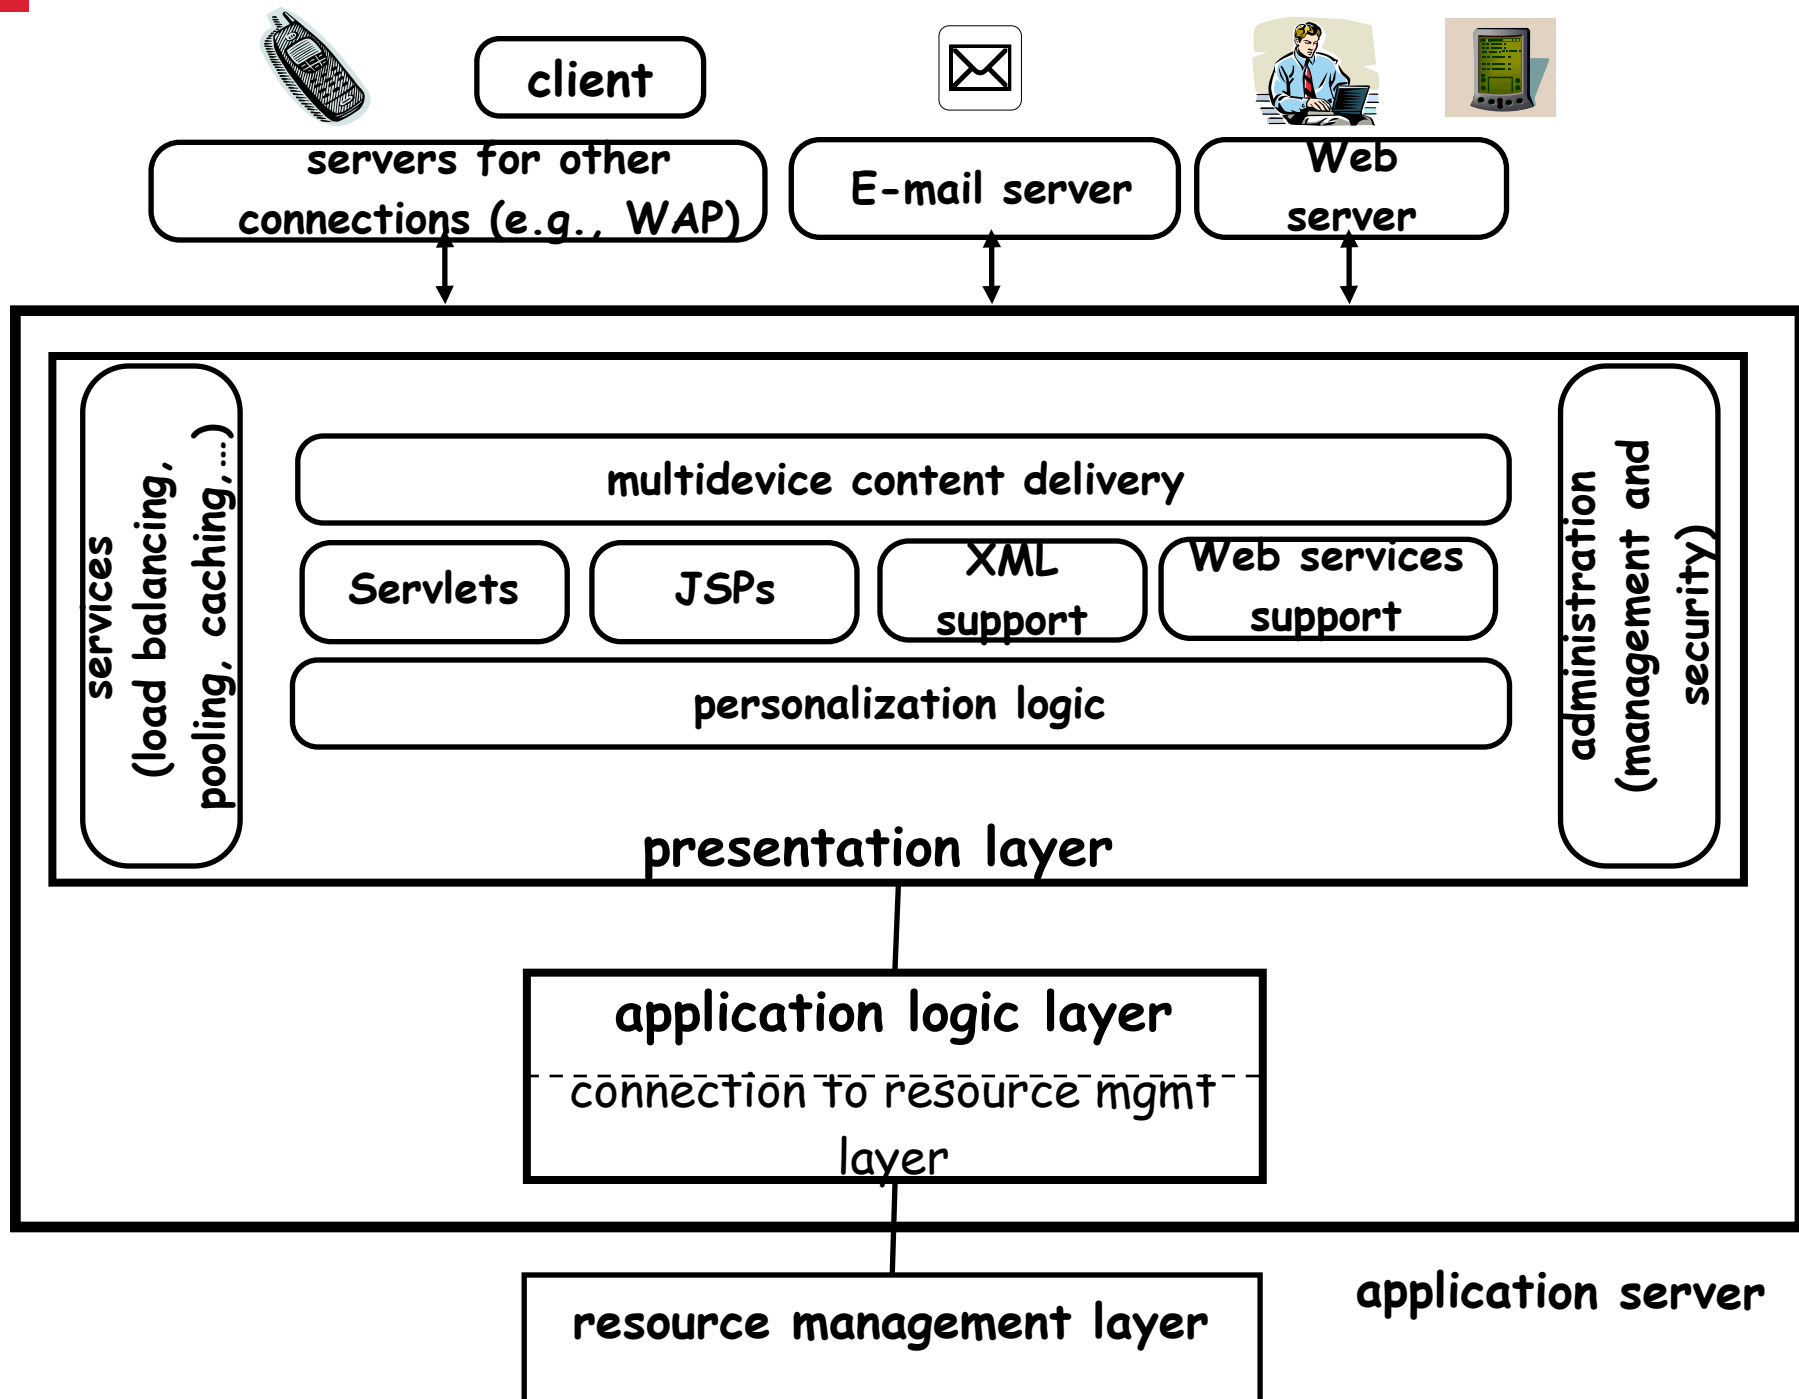 client
servers for other
connections (e.g., WAP)
E-mail server
Web
server
services
(load balancing,
pooling, caching,…)
multidevice content delivery
Servlets
JSPs
XML
support
Web services
support
personalization logic
administration
(management and
security)
presentation layer
application logic layer
connection to resource mgmt
layer
application server
resource management layer